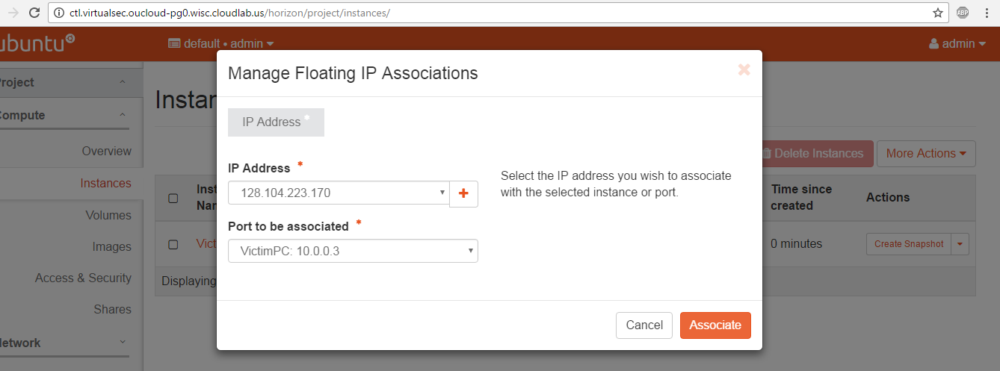 ctl.virtualsec.oucloud-pg0.wisc.cloudlab.us/horizon/project/instances/
ABP
ubuntu
default • admin
admin
Manage Floating IP Associations
Project
Instan
Compute
IP Address *
Overview
Delete Instances
More Actions
IP Address *
Select the IP address you wish to associate
with the selected instance or port.
Instances
Inst
Nan
Time since
created
Actions
128.104.223.170
+
Volumes
Port to be associated *
Images
Vict
VictimPC: 10.0.0.3
0 minutes
Create Snapshot
Access & Security
Displaying
Shares
Cancel
Associate
Network